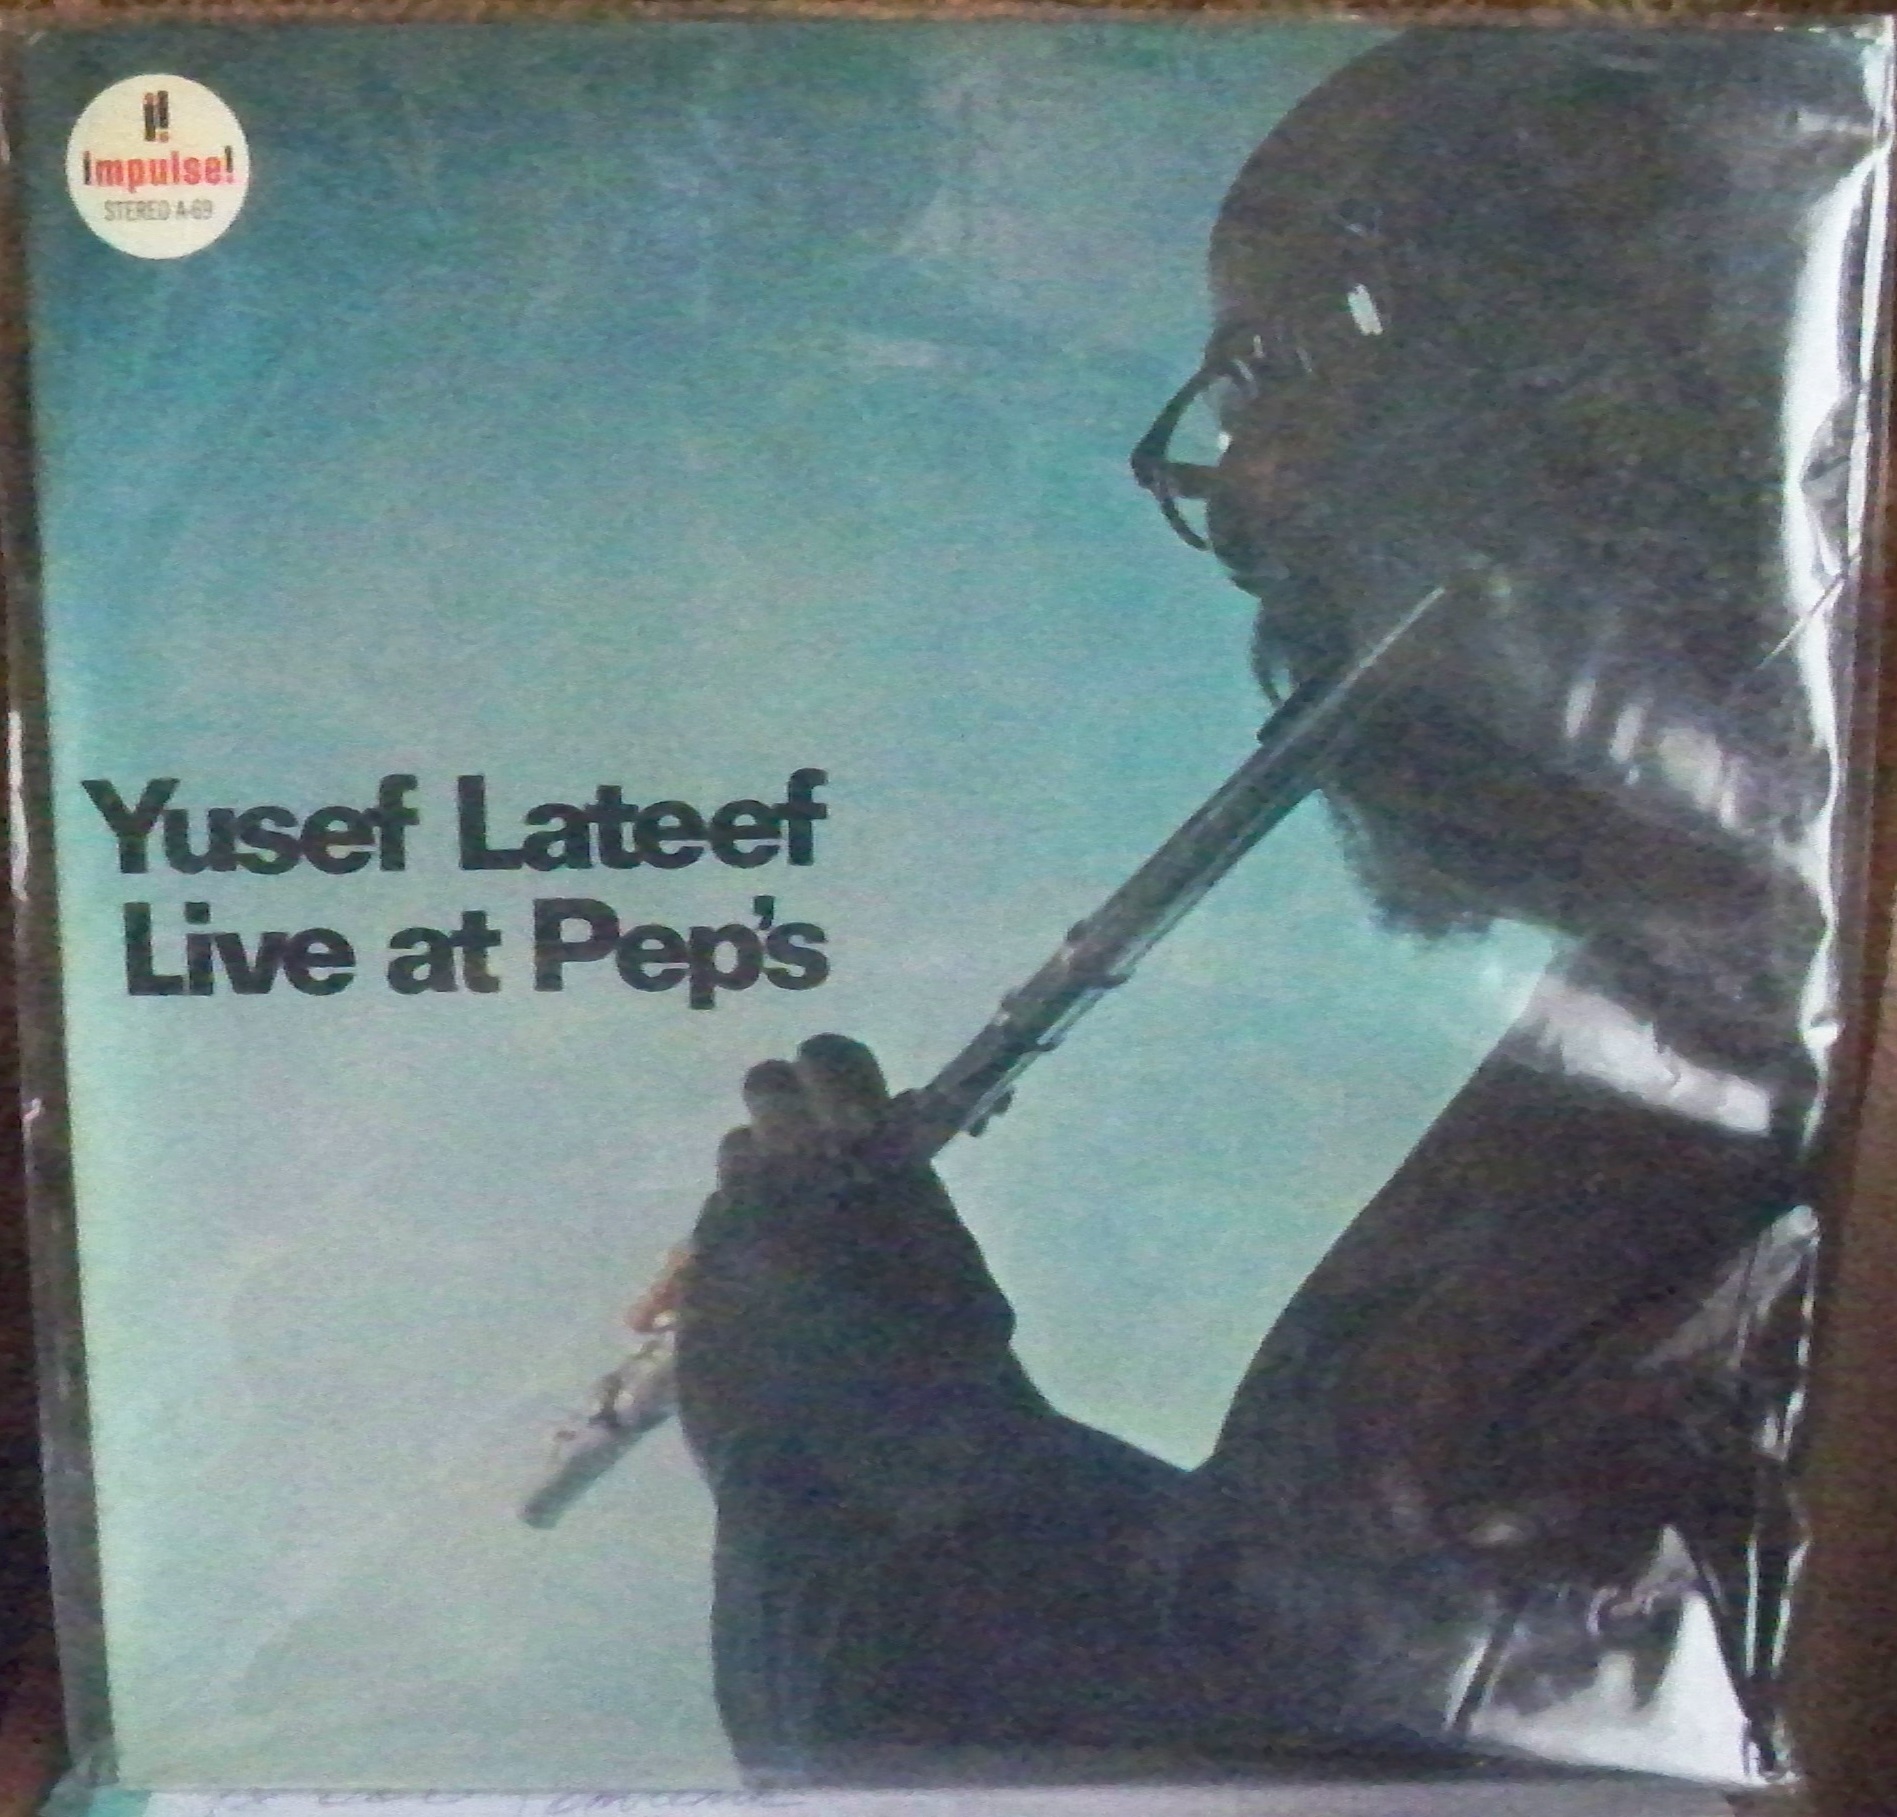 Impulse!
STEREO A-69
Yusef Lateef
Live at Pep's